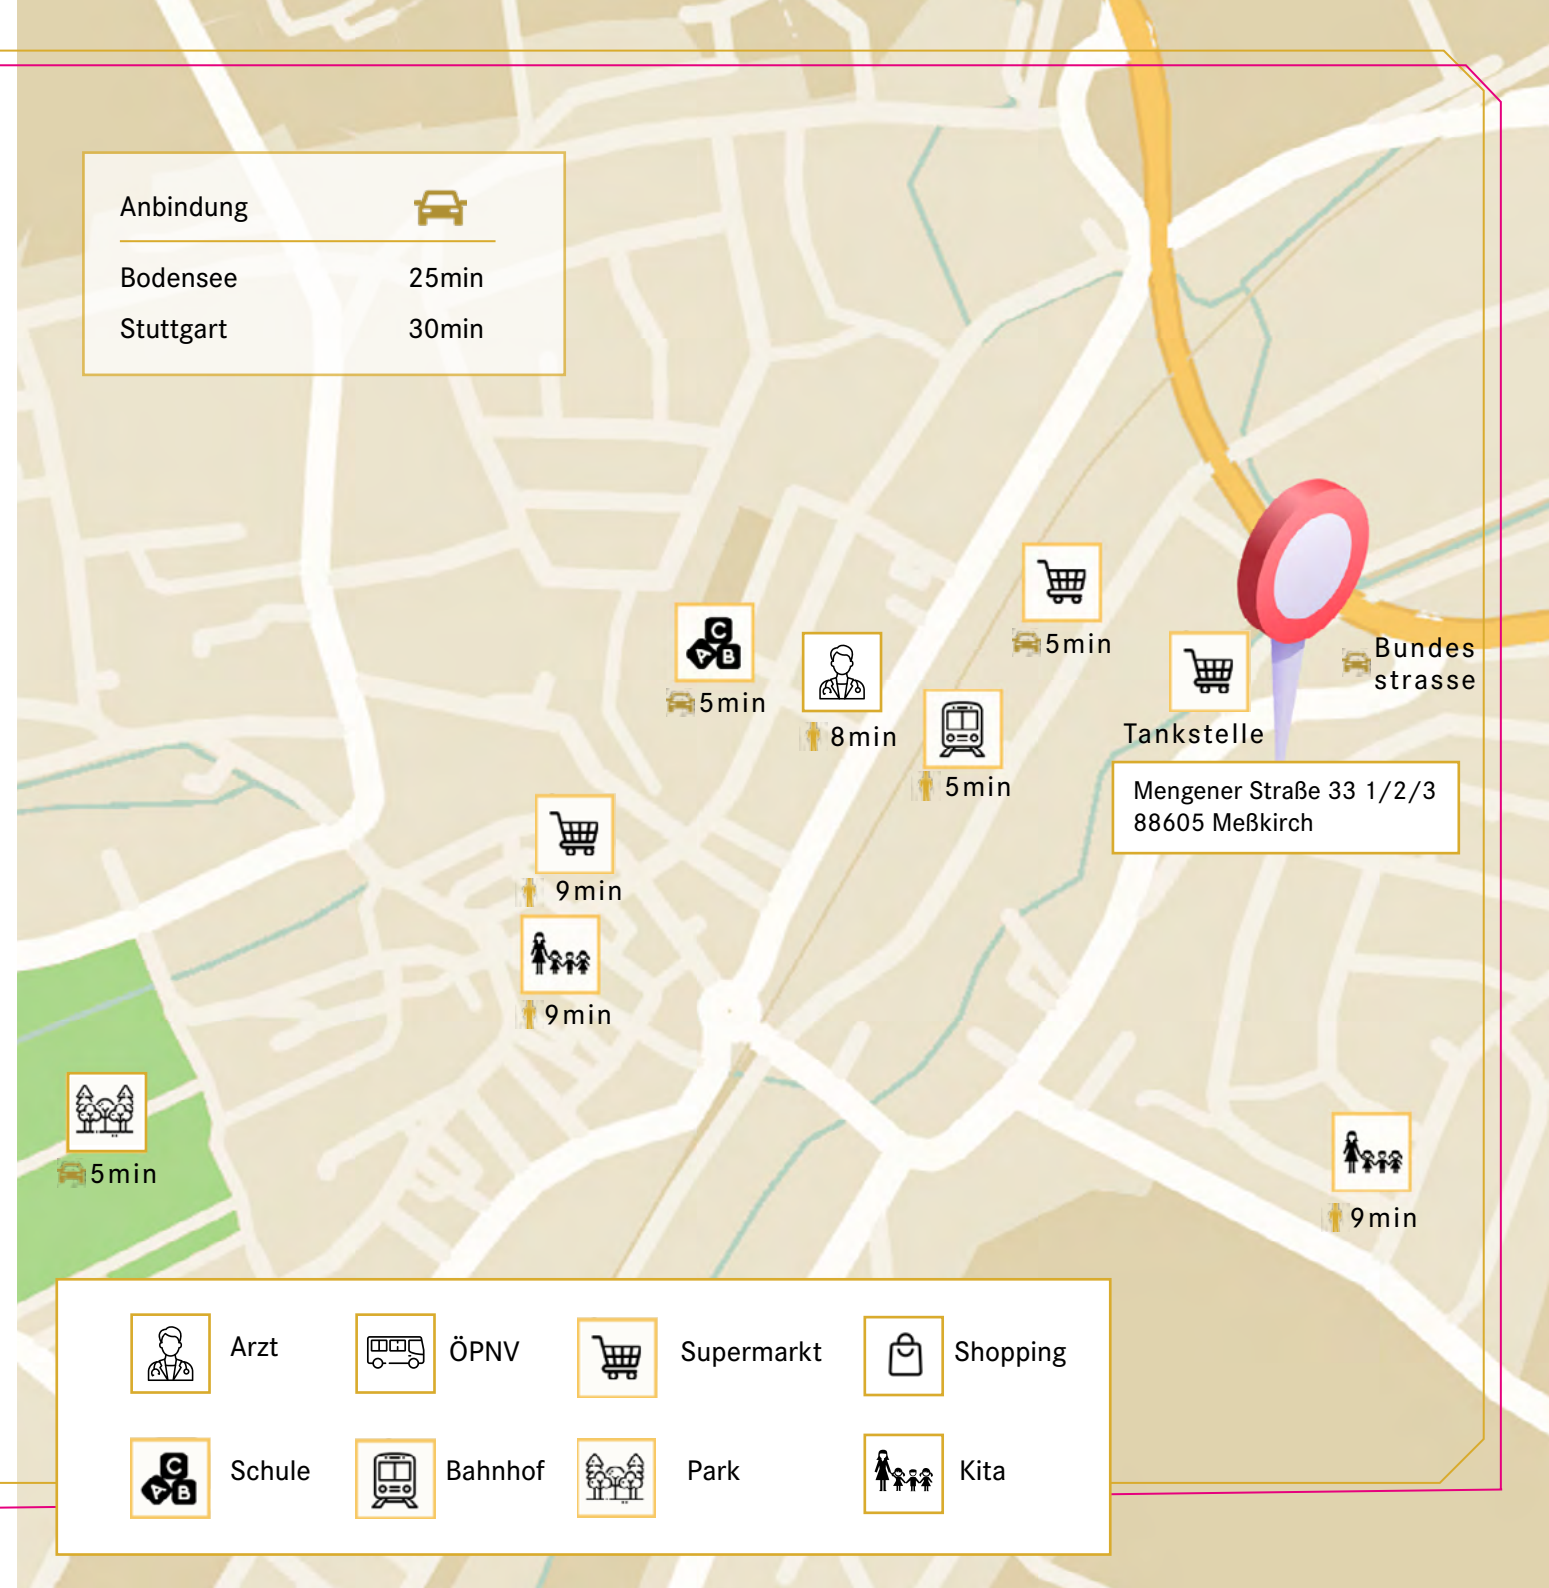 Anbindung
Bodensee 25min
Stuttgart 30min
5min
5min
8min
5min
Bundes
strasse
Tankstelle
Mengener Straße 33 1/2/3
88605 Meßkirch
9min
9min
5min
9min
Arzt ÖPNV Supermarkt Shopping
C
A B
Schule Bahnhof Park Kita
C
A B